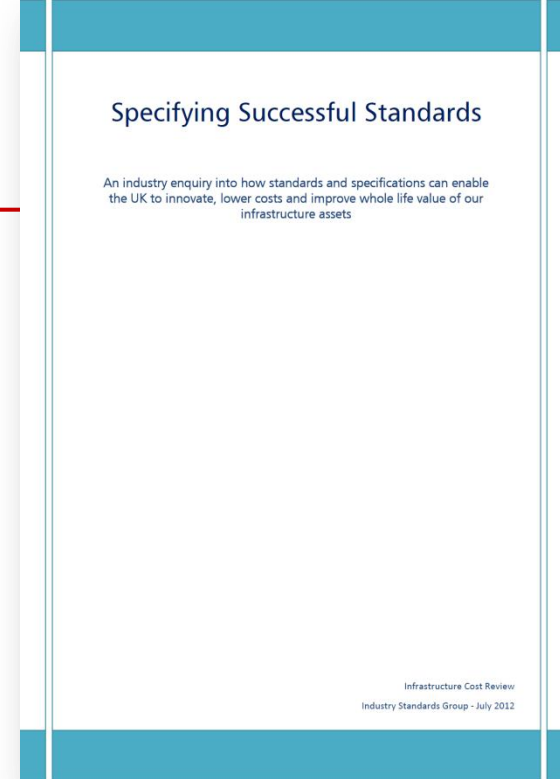 Specifying Successful Standards
An industry enquiry into how standards and specifications can enable
the UK to innovate, lower costs and improve whole life value of our
infrastructure assets
Infrastructure Cost Review
Industry Standards Group - July 2012